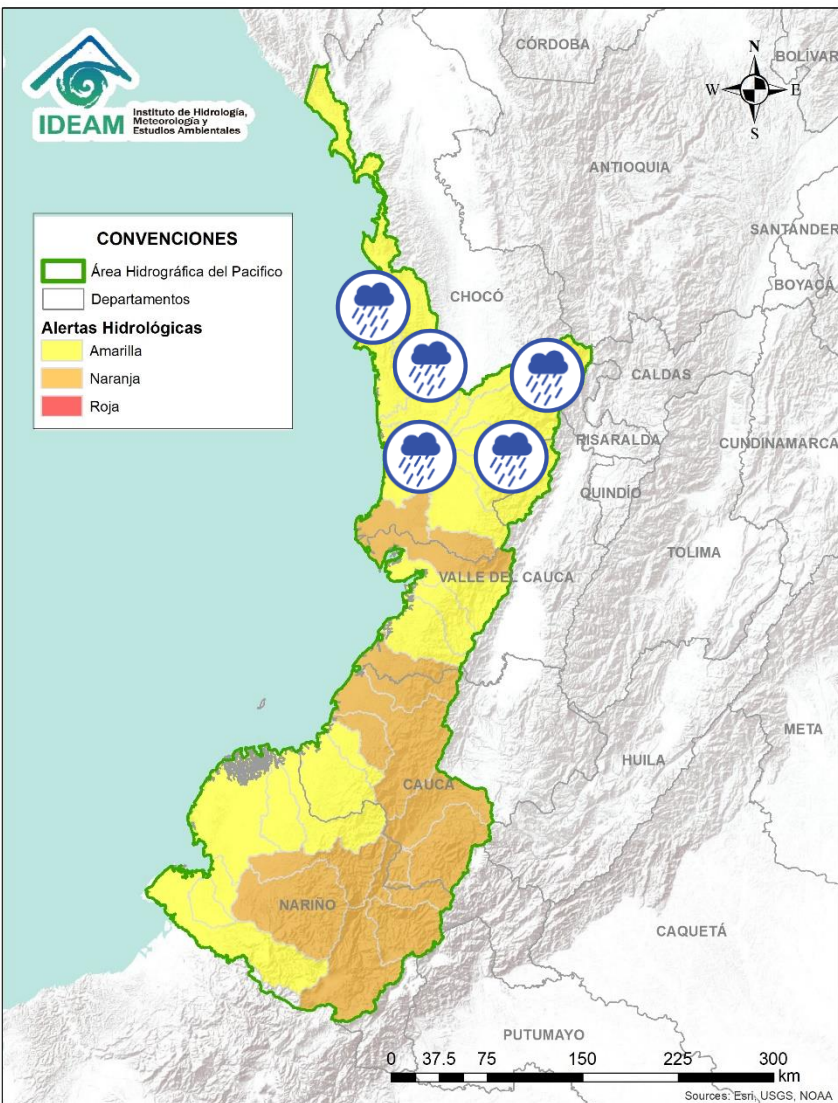 IDEAM
Instituto de Hidrología,
Meteorología y
Estudios Ambientales
CÓRDOBA
BOLÍVAR
N
W
E
S
ANTIOQUIA
SANTANDER
BOYACÁ
CONVENCIONES
Área Hidrográfica del Pacifico
Departamentos
Alertas Hidrológicas
Amarilla
Naranja
Roja
CHOCÓ
CALDAS
RISARALDA
CUNDINAMARCA
QUINDÍO
TOLIMA
VALLE DEL CAUCA
META
HUILA
CAUCA
NARIÑO
CAQUETÁ
PUTUMAYO
0 37.5 75 150 225 300
km
Sources: Esri, USGS, NOAA